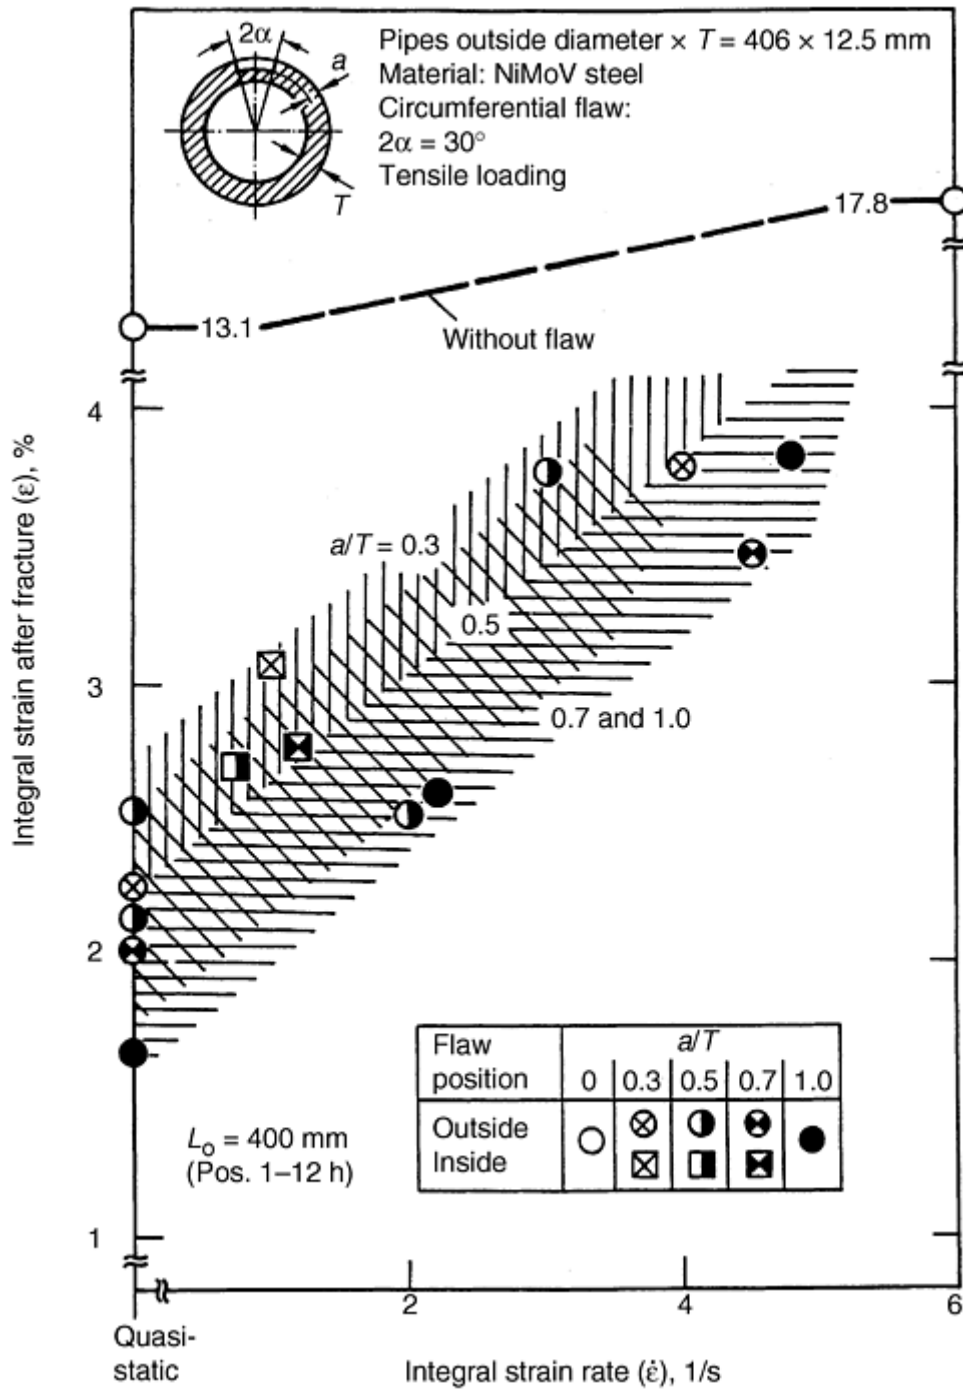 2α
a
T
Pipes outside diameter × T = 406 × 12.5 mm
Material: NiMoV steel
Circumferential flaw:
2α = 30°
Tensile loading
17.8
13.1
Without flaw
4
3
2
1
Integral strain after fracture (ε), %
a/T = 0.3
0.5
0.7 and 1.0
Flaw position
a/T
0 0.3 0.5 0.7 1.0
Outside
Inside
Lo = 400 mm
(Pos. 1–12 h)
2 4 6
Quasi-
static
Integral strain rate (ε̇), 1/s